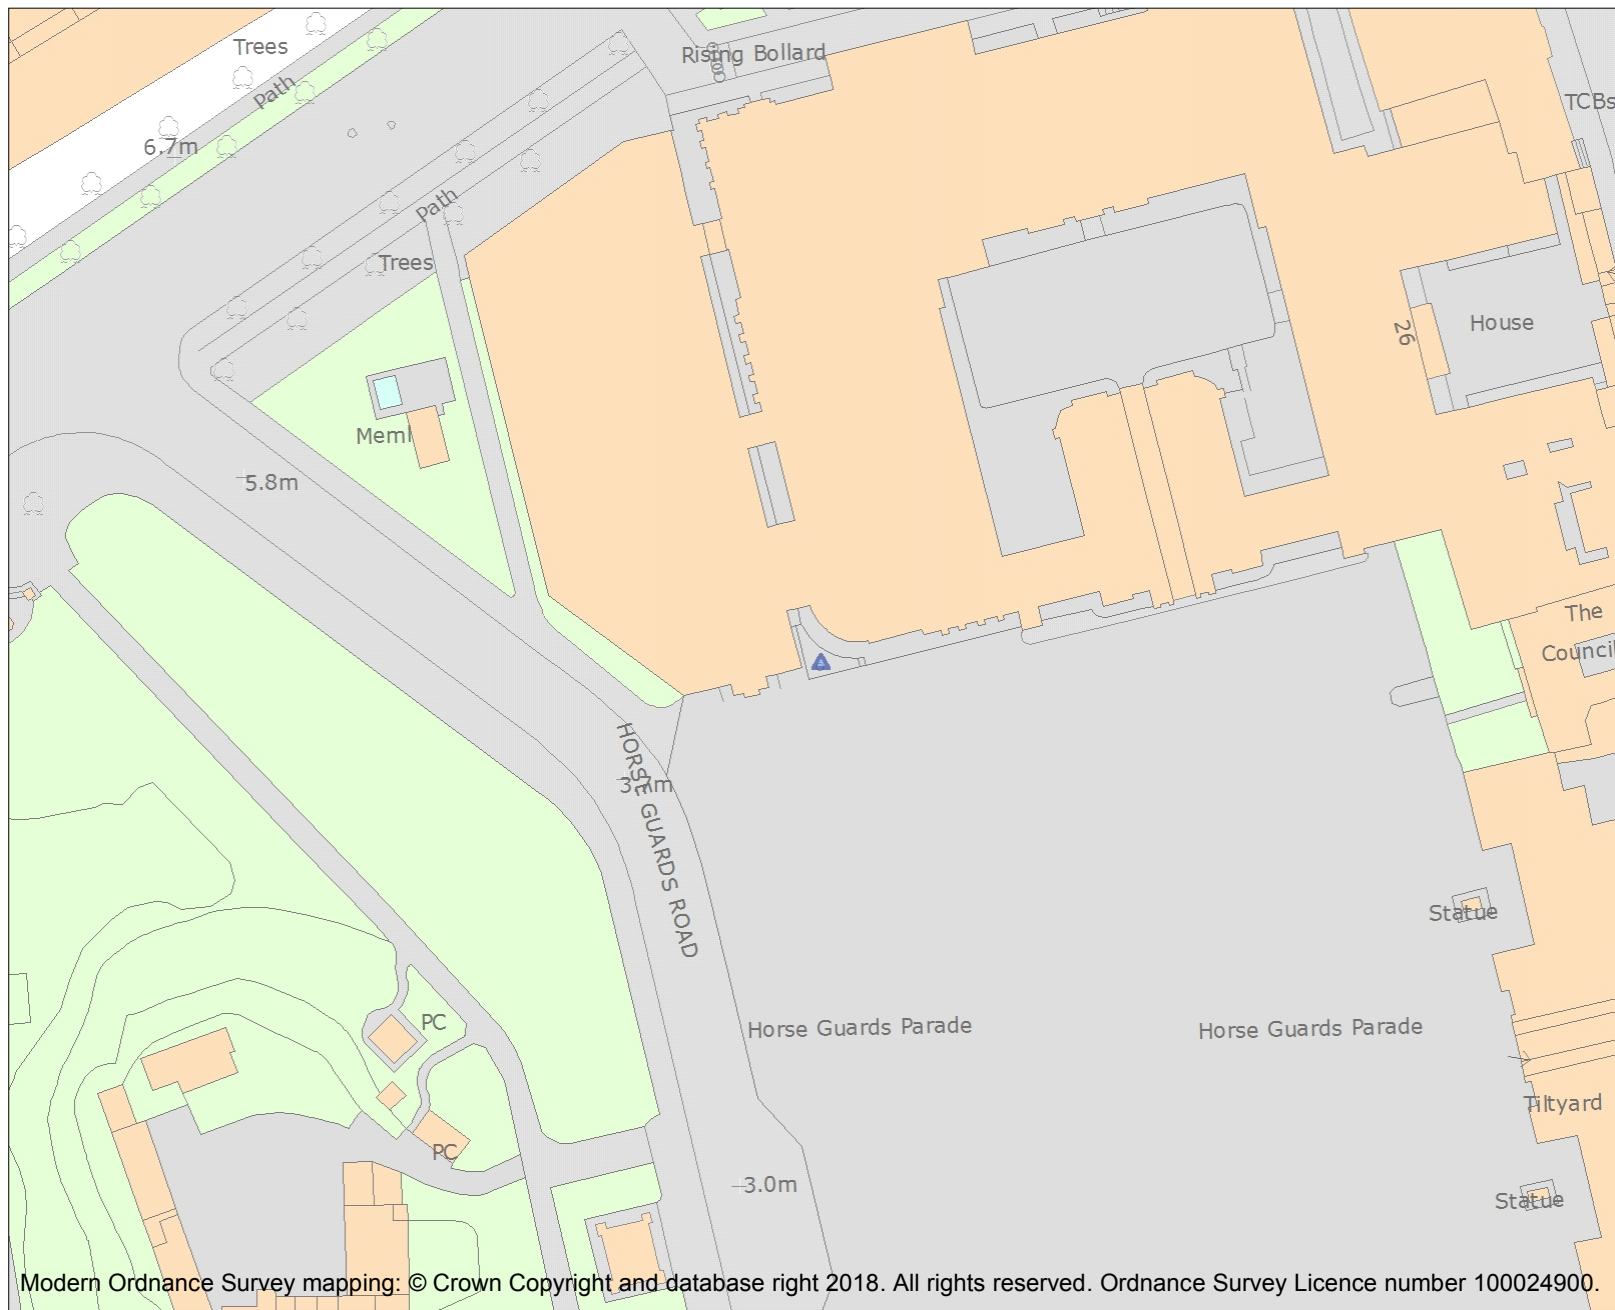 Trees
Rising Bollard
Path
TCBs
6.7m
Path
Trees
House
26
Meml
5.8m
The
Council
HORSE GUARDS ROAD
3.7m
Statue
PC
Horse Guards Parade
Horse Guards Parade
Tiltyard
PC
3.0m
Statue
Modern Ordnance Survey mapping: © Crown Copyright and database right 2018. All rights reserved. Ordnance Survey Licence number 100024900.